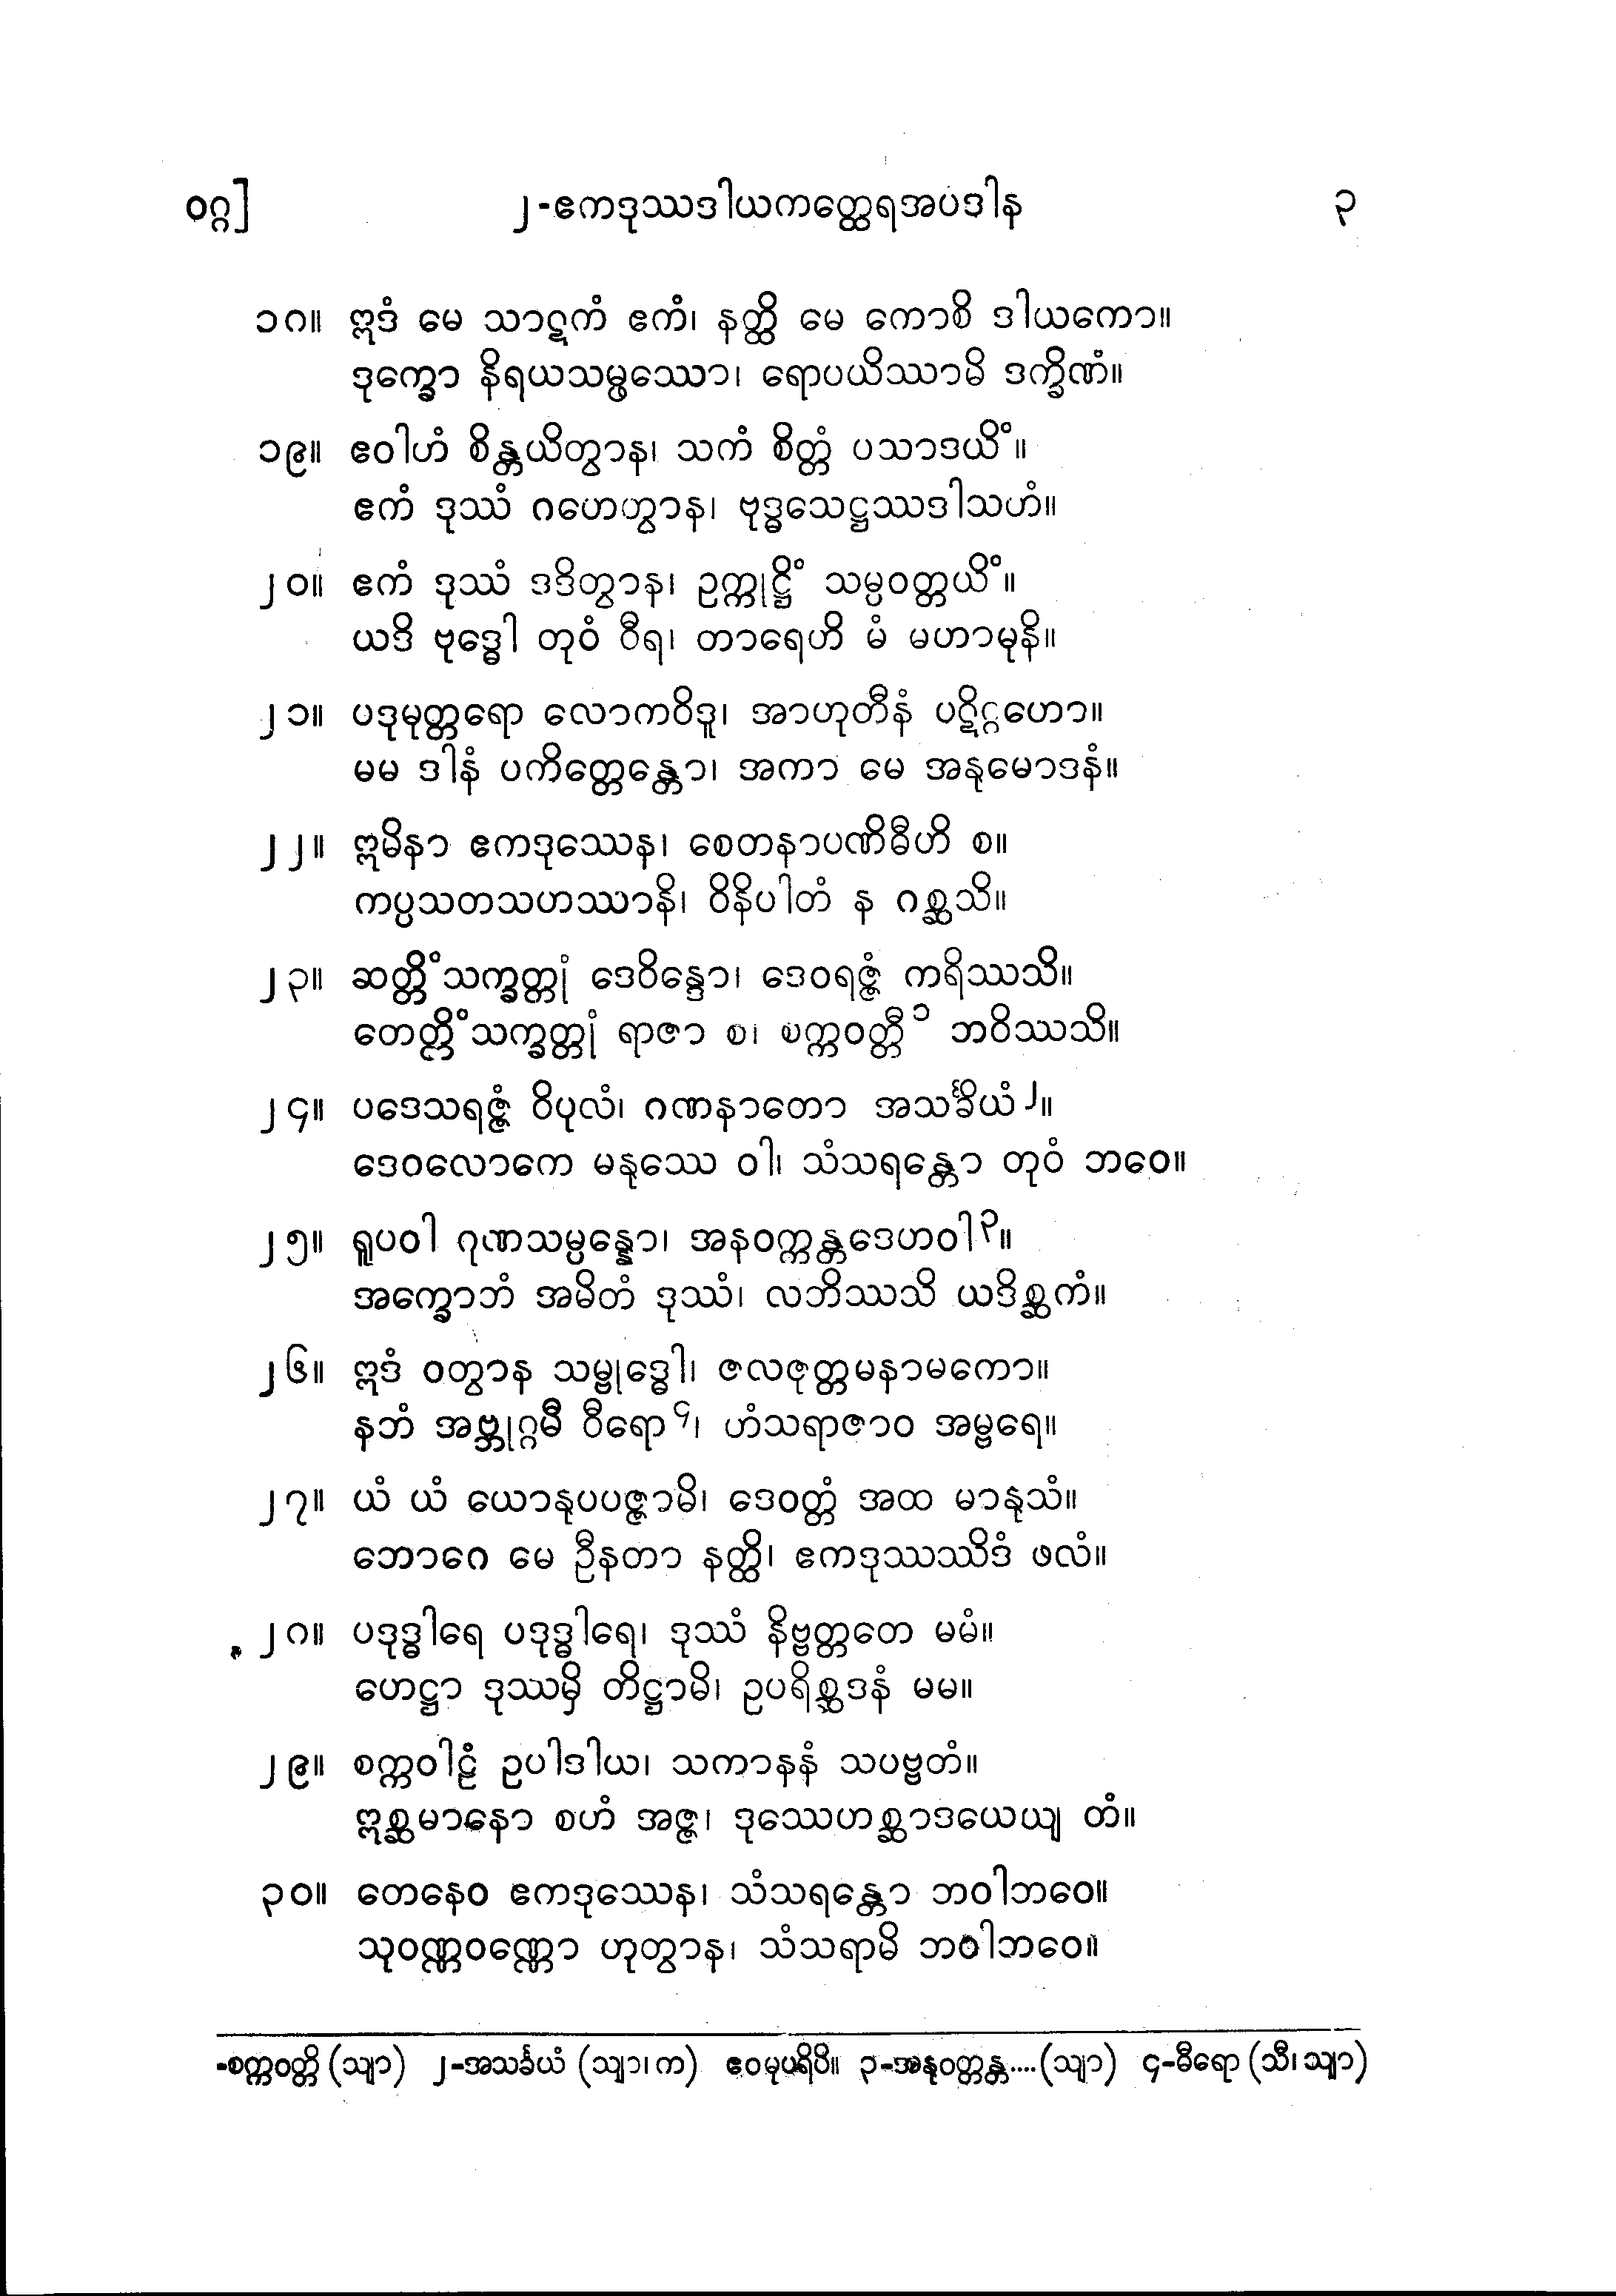 ဝဂ္ဂ] ၂-ဧကဒုဿဒါယကတ္ထေရအပဒါန ၃
၁၈။ ဣဒံ မေ သာဋကံ ဧကံ၊ နတ္ထိ မေ ကောစိ ဒါယကော။
ဒုက္ခော နိရယသမ္ဖဿော၊ ရောပယိဿာမိ ဒက္ခိဏံ။
၁၉။ ဧဝါဟံ စိန္တယိတွာန၊ သကံ စိတ္တံ ပသာဒယိံ။
ဧကံ ဒုဿံ ဂဟေတွာန၊ ဗုဒ္ဓသေဋ္ဌဿဒါသဟံ။
၂၀။ ဧကံ ဒုဿံ ဒဒိတွာန၊ ဥက္ကုဋ္ဌိံ သမ္ပဝတ္တယိံ။
ယဒိ ဗုဒ္ဓေါ တုဝံ ဝီရ၊ တာရေဟိ မံ မဟာမုနိ။
၂၁။ ပဒုမုတ္တရော လောကဝိဒူ၊ အာဟုတီနံ ပဋိဂ္ဂဟော။
မမ ဒါနံ ပကိတ္တေန္တော၊ အကာ မေ အနုမောဒနံ။
၂၂။ ဣမိနာ ဧကဒုဿေန၊ စေတနာပဏိဓီဟိ စ။
ကပ္ပသတသဟဿာနိ၊ ဝိနိပါတံ န ဂစ္ဆသိ။
၂၃။ ဆတ္တိံသက္ခတ္တုံ ဒေဝိန္ဒော၊ ဒေဝရဇ္ဇံ ကရိဿသိ။
တေတ္တိံသက္ခတ္တုံ ရာဇာ စ၊ စက္ကဝတ္တီ၁ ဘဝိဿသိ။
၂၄။ ပဒေသရဇ္ဇံ ဝိပုလံ၊ ဂဏနာတော အသင်္ခိယံ၂။
ဒေဝလောကေ မနုဿေ ဝါ၊ သံသရန္တော တုဝံ ဘဝေ။
၂၅။ ရူပဝါ ဂုဏသမ္ပန္နော၊ အနဝက္ကန္တဒေဟဝါ၃။
အက္ခောဘံ အမိတံ ဒုဿံ၊ လဘိဿသိ ယဒိစ္ဆကံ။
၂၆။ ဣဒံ ဝတွာန သမ္ဗုဒ္ဓေါ၊ ဇလဇုတ္တမနာမကော။
နဘံ အဗ္ဘုဂ္ဂမီ ဝီရော၄၊ ဟံသရာဇာဝ အမ္ဗရေ။
၂၇။ ယံ ယံ ယောနုပပဇ္ဇာမိ၊ ဒေဝတ္တံ အထ မာနုသံ။
ဘောဂေ မေ ဦနတာ နတ္ထိ၊ ဧကဒုဿဿိဒံ ဖလံ။
၂၈။ ပဒုဒ္ဓါရေ ပဒုဒ္ဓါရေ၊ ဒုဿံ နိဗ္ဗတ္တတေ မမံ။
ဟေဋ္ဌာ ဒုဿမှိ တိဋ္ဌာမိ၊ ဥပရိစ္ဆဒနံ မမ။
၂၉။ စက္ကဝါဠံ ဥပါဒါယ၊ သကာနနံ သပဗ္ဗတံ။
ဣစ္ဆမာနော စဟံ အဇ္ဇ၊ ဒုဿေဟစ္ဆာဒယေယျ တံ။
၃၀။ တေနေဝ ဧကဒုဿေန၊ သံသရန္တော ဘဝါဘဝေ။
သုဝဏ္ဏဝဏ္ဏော ဟုတွာန၊ သံသရာမိ ဘဝါဘဝေ။
-စက္ကဝတ္တိ (သျာ) ၂-အသင်္ခယံ (သျာ၊က) ဧဝမုပရိပိ။ ၃-အနုဝတ္တန္တ.... (သျာ) ၄-ဓီရော (သီ၊သျာ)